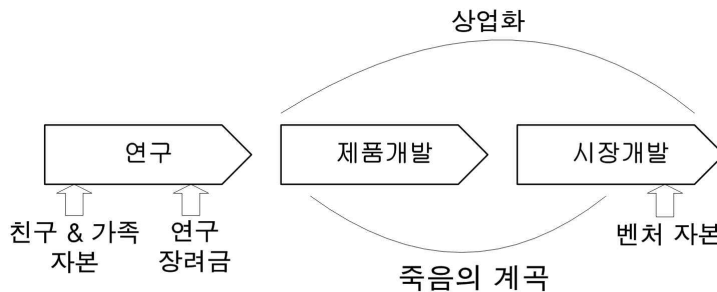 상업화
연구
제품개발
시장개발
친구 & 가족
자본
연구
장려금
벤처 자본
죽음의 계곡